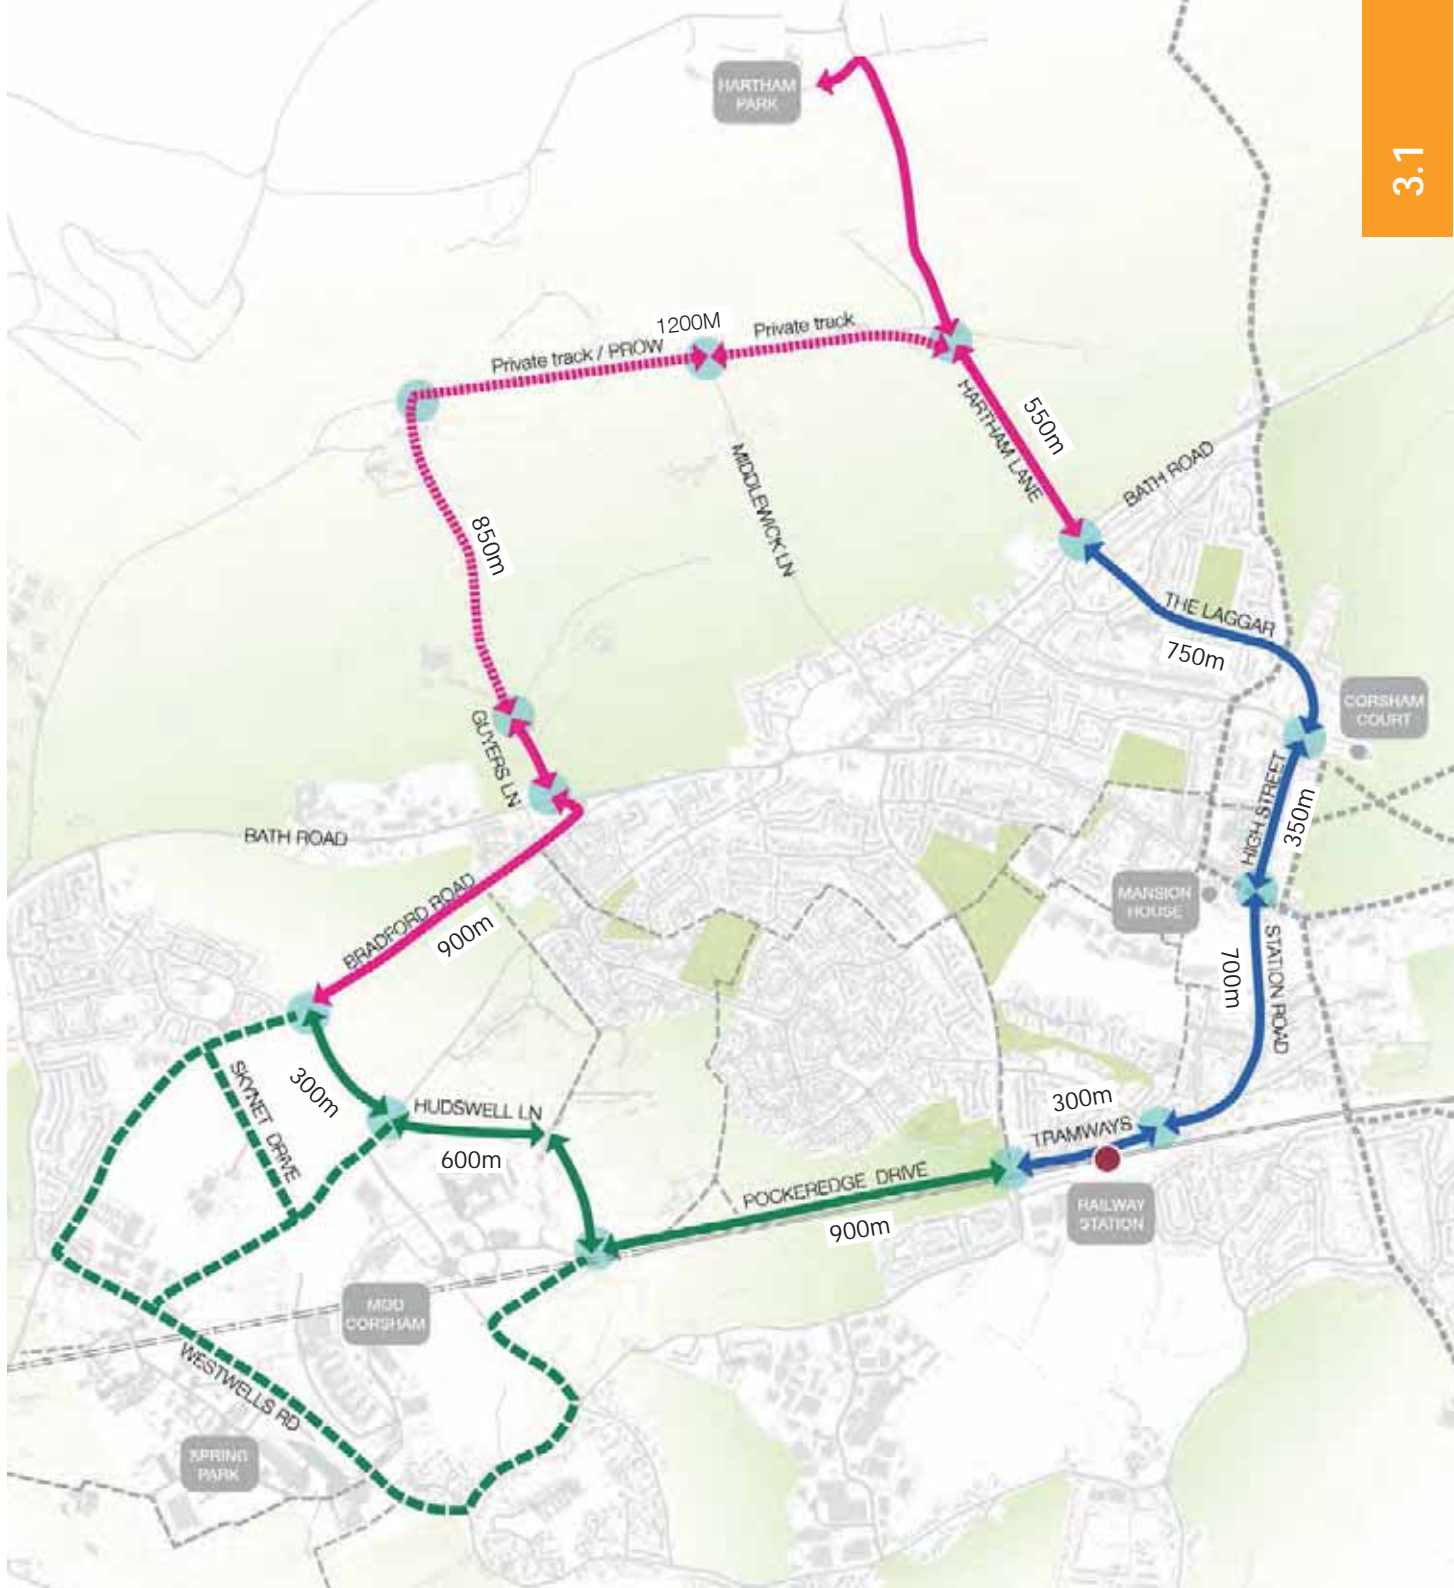 3.1
HARTHAM
PARK
1200M
Private track
Private track / PROW
550m
HARTHAM LANE
BATH ROAD
MIDDLEWICK LN
850m
THE LAGGAR
750m
CORSHAM
COURT
GUYERS LN
HIGH STREET
350m
BATH ROAD
MANSION
HOUSE
BRADFORD ROAD
900m
STATION ROAD
700m
SKYNET DRIVE
300m
HUDSWELL LN
600m
300m
TRAMWAYS
POCKEREDGE DRIVE
900m
RAILWAY
STATION
MOD
CORSHAM
WESTWELLS RD
SPRING
PARK